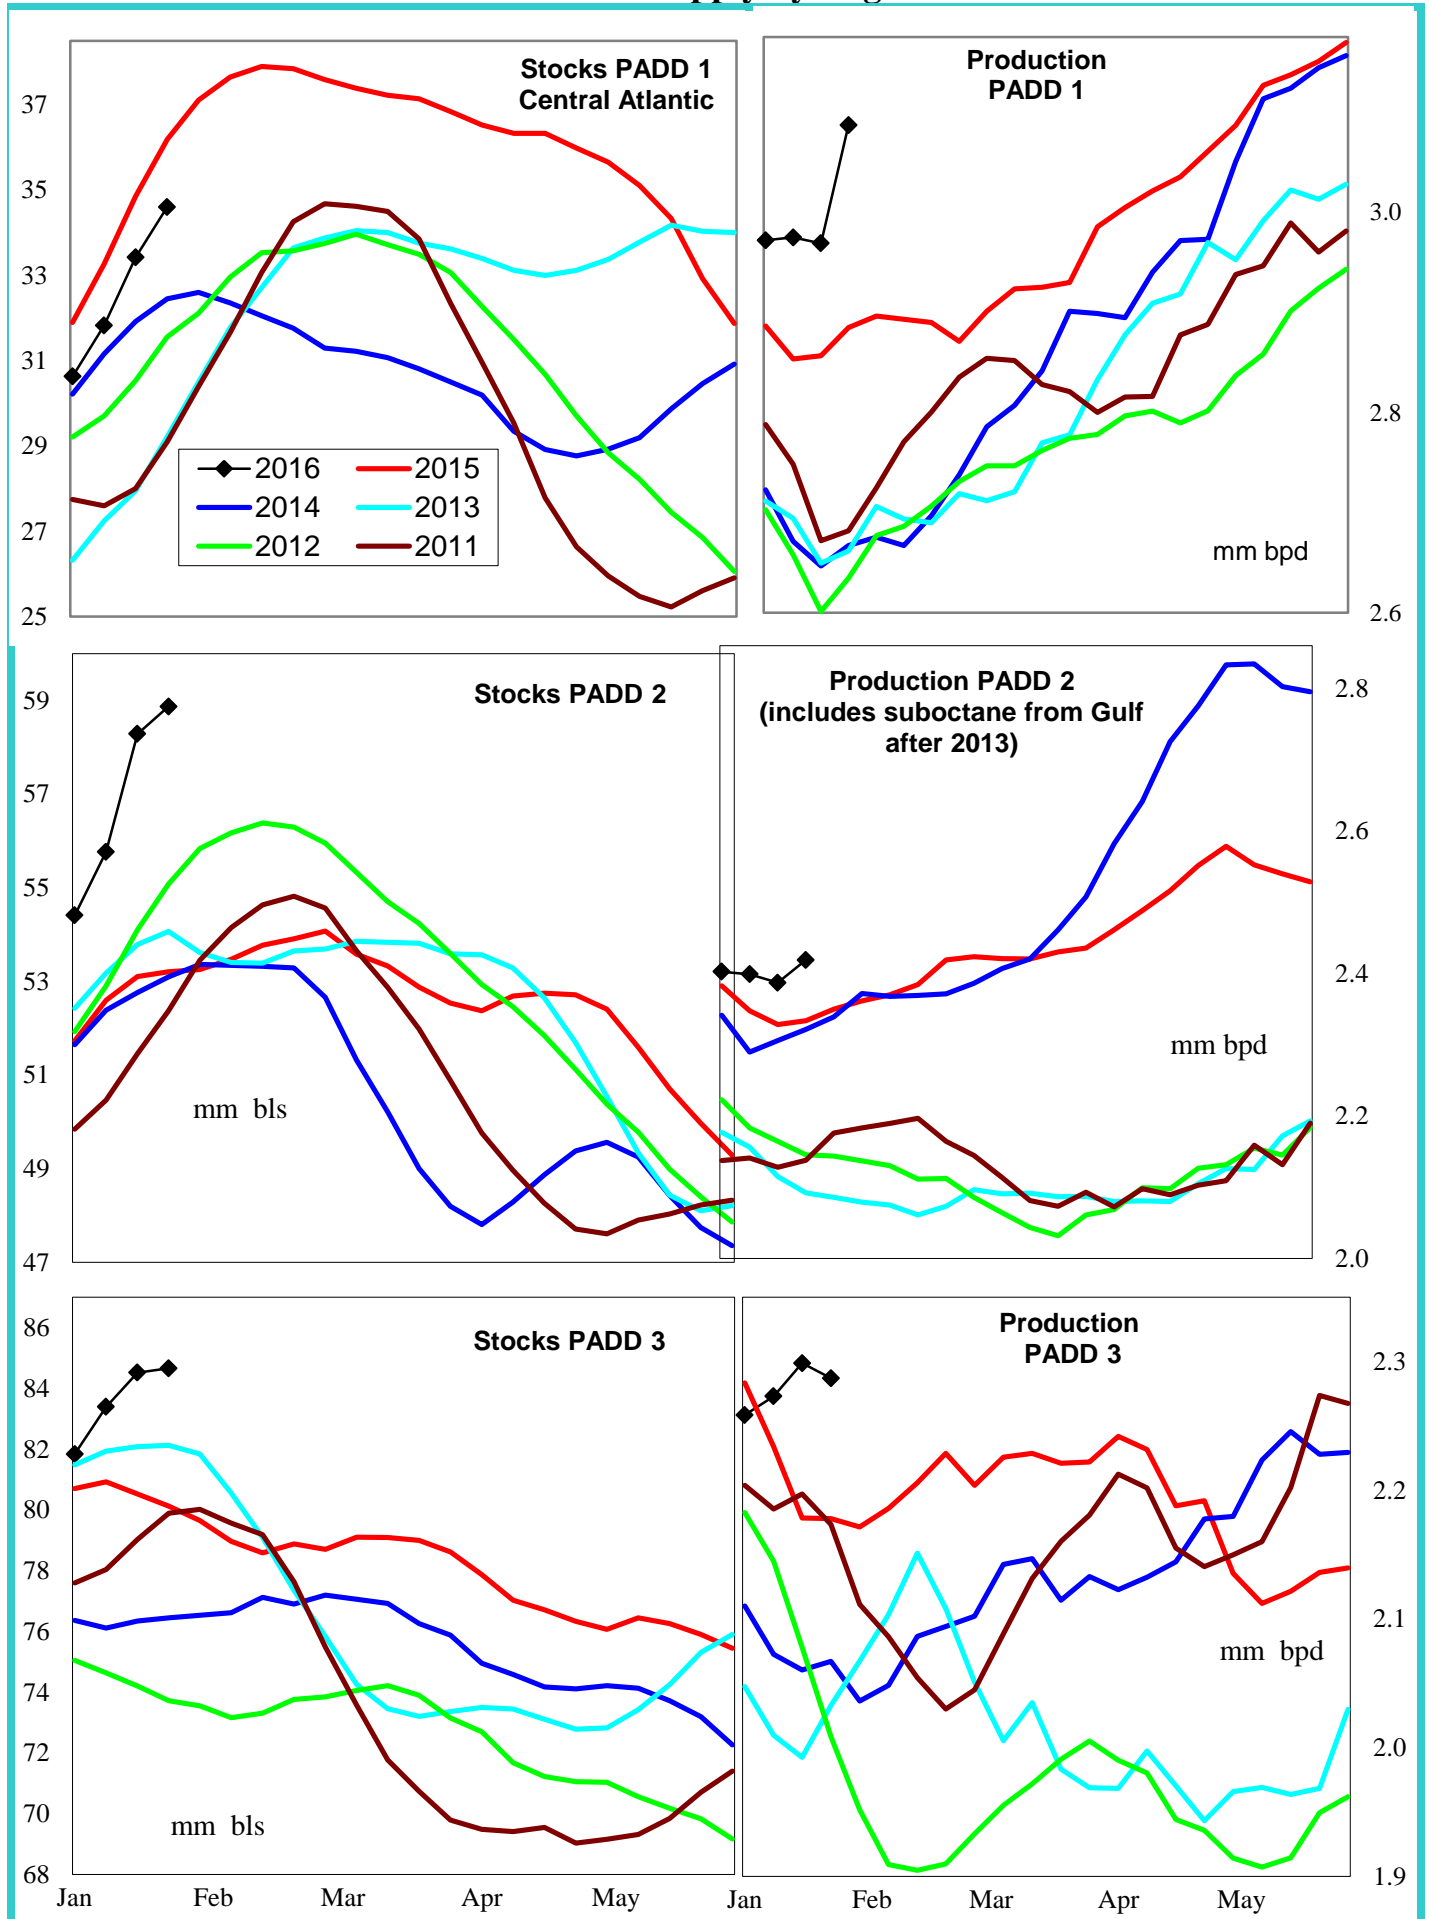 Stocks PADD 1
Central Atlantic
37
35
33
31
29
27
25
2016
2015
2014
2013
2012
2011
Production
PADD 1
mm bpd
3.0
2.8
2.6
Stocks PADD 2
59
57
55
53
51
49
47
mm bls
Production PADD 2
(includes suboctane from Gulf
after 2013)
mm bpd
2.8
2.6
2.4
2.2
2.0
Stocks PADD 3
86
84
82
80
78
76
74
72
70
68
mm bls
Jan
Feb
Mar
Apr
May
Production
PADD 3
mm bpd
2.3
2.2
2.1
2.0
1.9
Jan
Feb
Mar
Apr
May